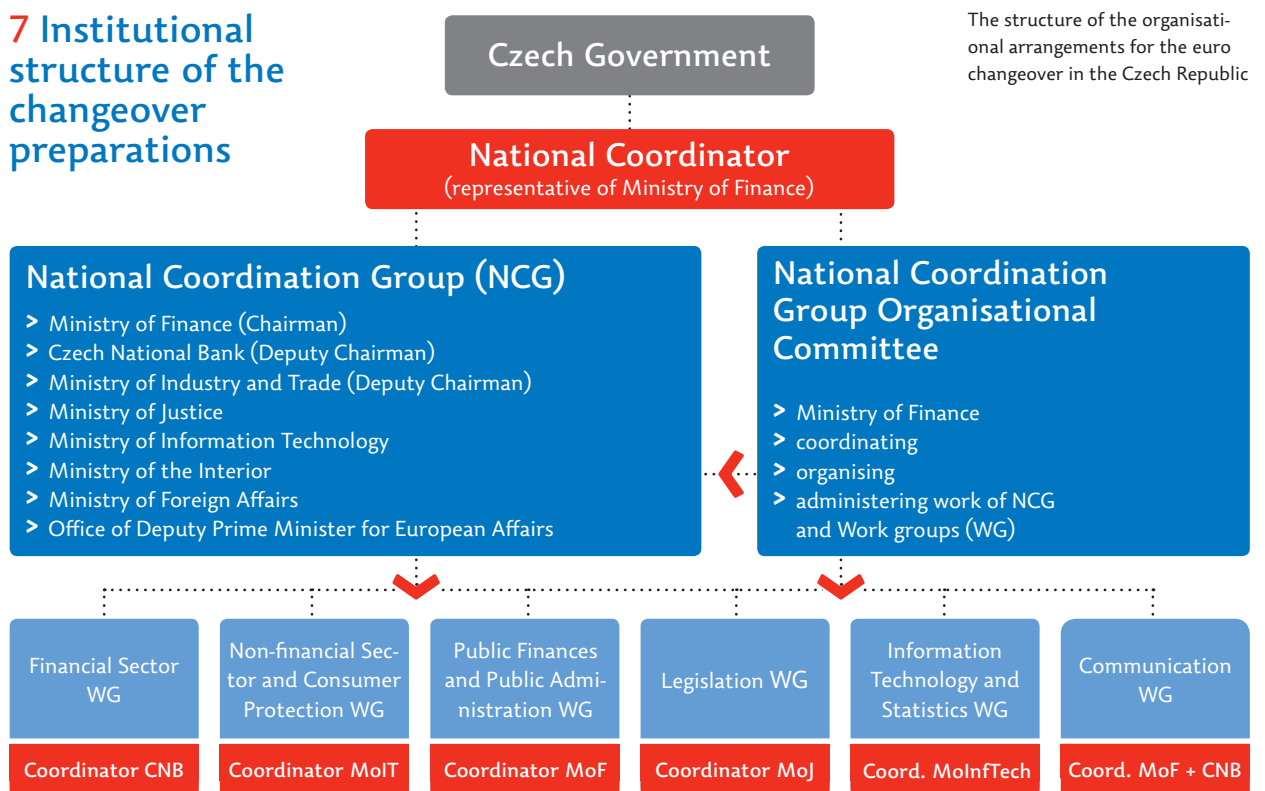 7 Institutional
structure of the
changeover
preparations
Czech Government
The structure of the organisati-
onal arrangements for the euro
changeover in the Czech Republic
National Coordinator
(representative of Ministry of Finance)
National Coordination Group (NCG)
> Ministry of Finance (Chairman)
> Czech National Bank (Deputy Chairman)
> Ministry of Industry and Trade (Deputy Chairman)
> Ministry of Justice
> Ministry of Information Technology
> Ministry of the Interior
> Ministry of Foreign Affairs
> Office of Deputy Prime Minister for European Affairs
National Coordination
Group Organisational
Committee
> Ministry of Finance
> coordinating
> organising
> administering work of NCG
and Work groups (WG)
Financial Sector
WG
Coordinator CNB
Non-financial Sec-
tor and Consumer
Protection WG
Coordinator MoIT
Public Finances
and Public Admi-
nistration WG
Coordinator MoF
Legislation WG
Coordinator MoJ
Information
Technology and
Statistics WG
Coord. MoInfTech
Communication
WG
Coord. MoF + CNB